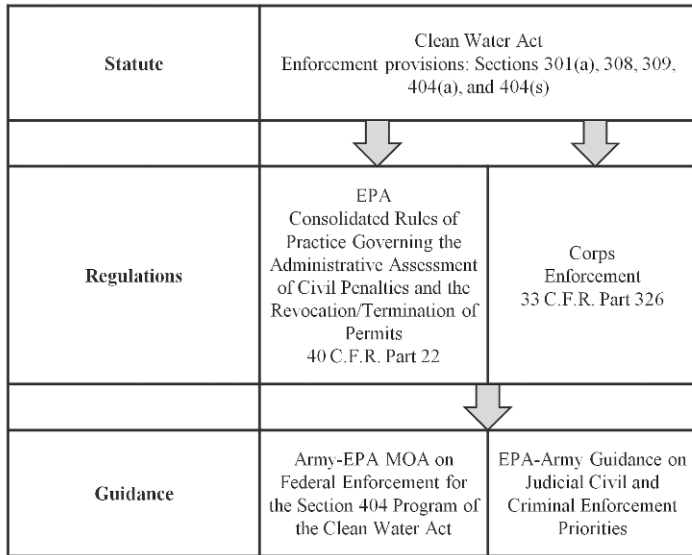 Statute
Clean Water Act
Enforcement provisions: Sections 301(a), 308, 309,
404(a), and 404(s)
Regulations
EPA
Consolidated Rules of
Practice Governing the
Administrative Assessment
of Civil Penalties and the
Revocation/Termination of
Permits
40 C.F.R. Part 22
Corps
Enforcement
33 C.F.R. Part 326
Guidance
Army-EPA MOA on
Federal Enforcement for
the Section 404 Program of
the Clean Water Act
EPA-Army Guidance on
Judicial Civil and
Criminal Enforcement
Priorities